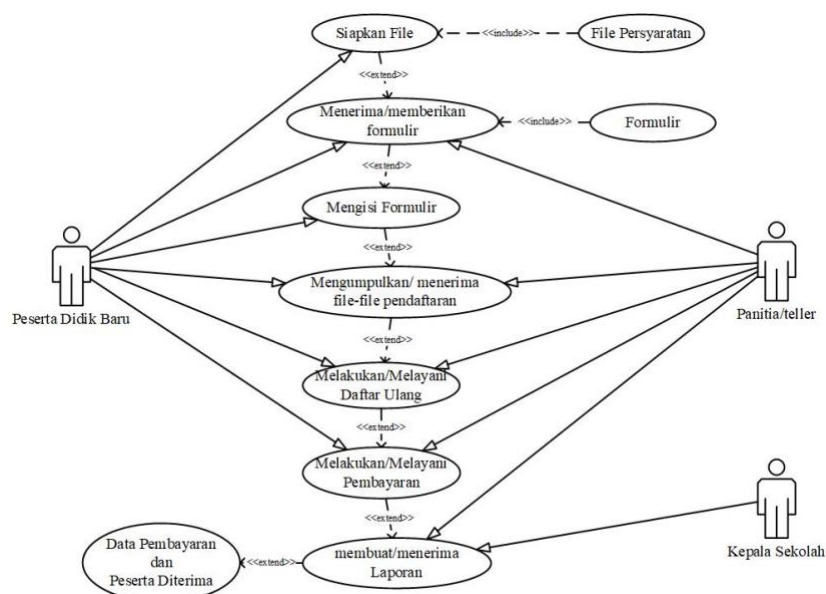 Siapkan File
<<include>>
File Persyaratan
<<extend>>
Menerima/memberikan
formulir
<<include>>
Formulir
<<extend>>
Mengisi Formulir
<<extend>>
Mengumpulkan/ menerima
file-file pendaftaran
Peserta Didik Baru
Panitia/teller
<<extend>>
Melakukan/Melayani
Daftar Ulang
<<extend>>
Melakukan/Melayani
Pembayaran
<<extend>>
Data Pembayaran
dan
Peserta Diterima
<<extend>>
membuat/menerima
Laporan
Kepala Sekolah